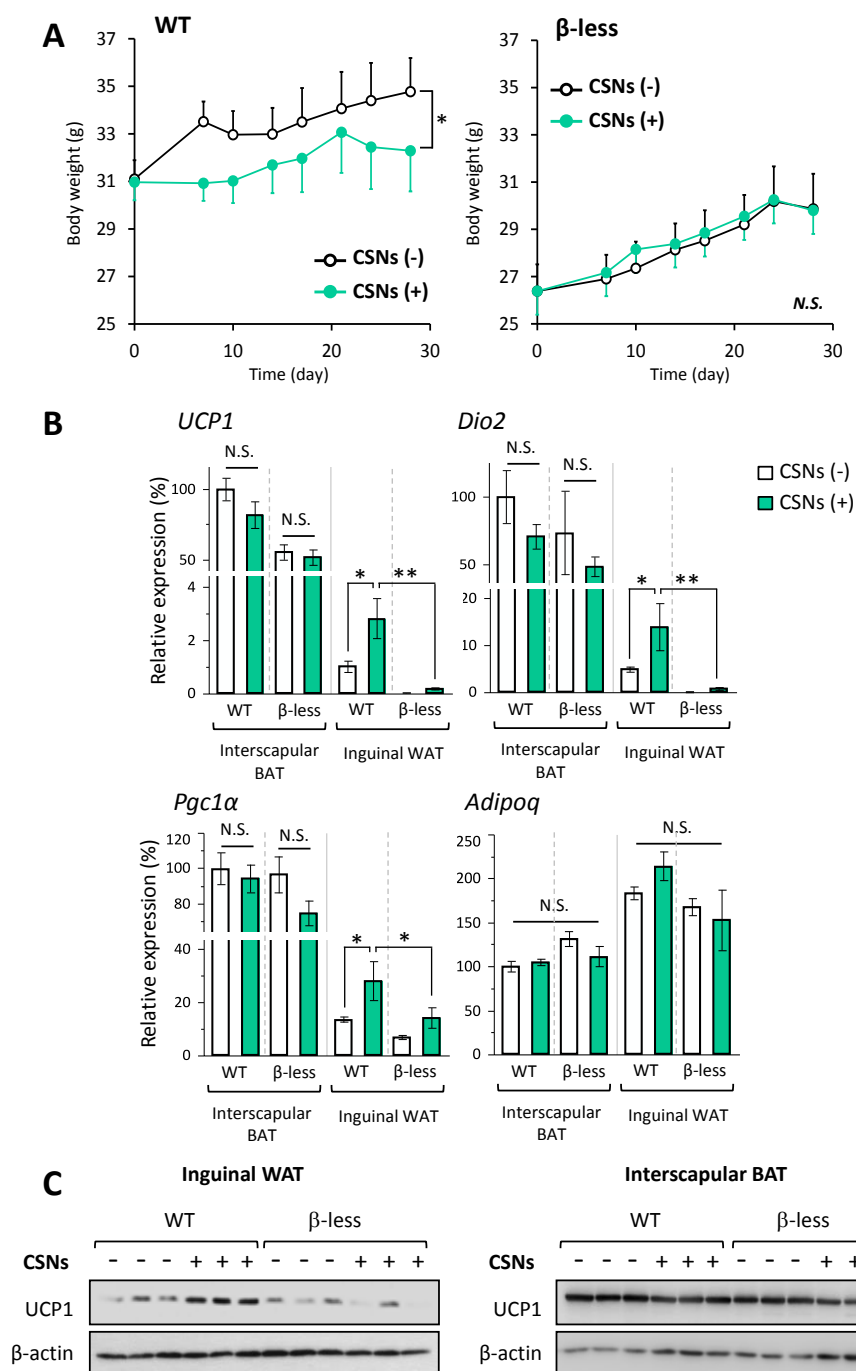 A
WT
β-less
37
35
33
31
29
27
25
Body weight (g)
*
CSNs (-)
CSNs (+)
0 10 20 30
Time (day)
37
35
33
31
29
27
25
Body weight (g)
CSNs (-)
CSNs (+)
N.S.
0 10 20 30
Time (day)
B
UCP1
Relative expression (%)
100
50
4
2
0
N.S.
N.S.
* **
WT β-less WT β-less
Interscapular
BAT
Inguinal WAT
Dio2
100
50
20
10
0
N.S.
N.S.
* **
WT β-less WT β-less
Interscapular
BAT
Inguinal WAT
CSNs (-)
CSNs (+)
Pgc1α
Relative expression (%)
120
100
80
60
40
20
0
N.S. N.S.
* *
WT β-less WT β-less
Interscapular
BAT
Inguinal WAT
Adipoq
250
200
150
100
50
0
N.S.
N.S.
WT β-less WT β-less
Interscapular
BAT
Inguinal WAT
C
Inguinal WAT
WT β-less
CSNs - - - + + + - - - + + +
UCP1
β-actin
Interscapular BAT
WT β-less
- - - + + + - - - + +
UCP1
β-actin